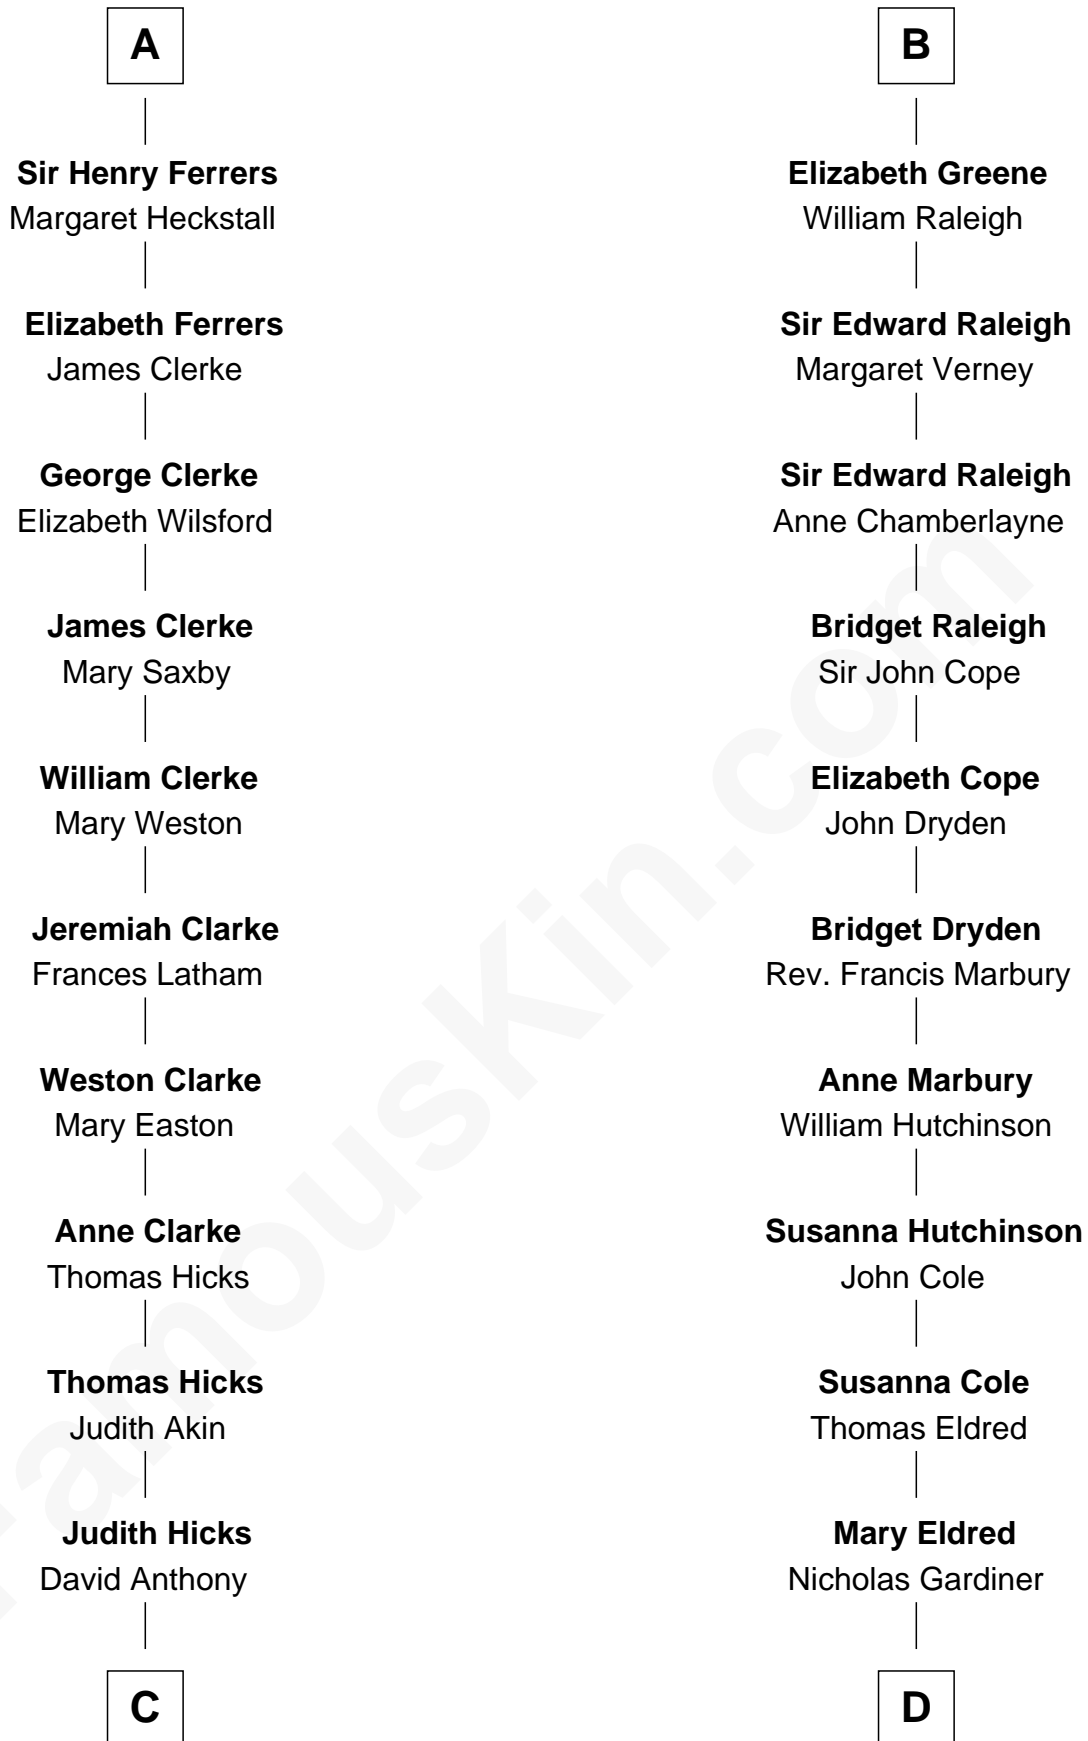 A
Sir Henry Ferrers
Margaret Heckstall
Elizabeth Ferrers
James Clerke
George Clerke
Elizabeth Wilsford
James Clerke
Mary Saxby
William Clerke
Mary Weston
Jeremiah Clarke
Frances Latham
Weston Clarke
Mary Easton
Anne Clarke
Thomas Hicks
Thomas Hicks
Judith Akin
Judith Hicks
David Anthony
C
B
Elizabeth Greene
William Raleigh
Sir Edward Raleigh
Margaret Verney
Sir Edward Raleigh
Anne Chamberlayne
Bridget Raleigh
Sir John Cope
Elizabeth Cope
John Dryden
Bridget Dryden
Rev. Francis Marbury
Anne Marbury
William Hutchinson
Susanna Hutchinson
John Cole
Susanna Cole
Thomas Eldred
Mary Eldred
Nicholas Gardiner
D
FamousKin.com